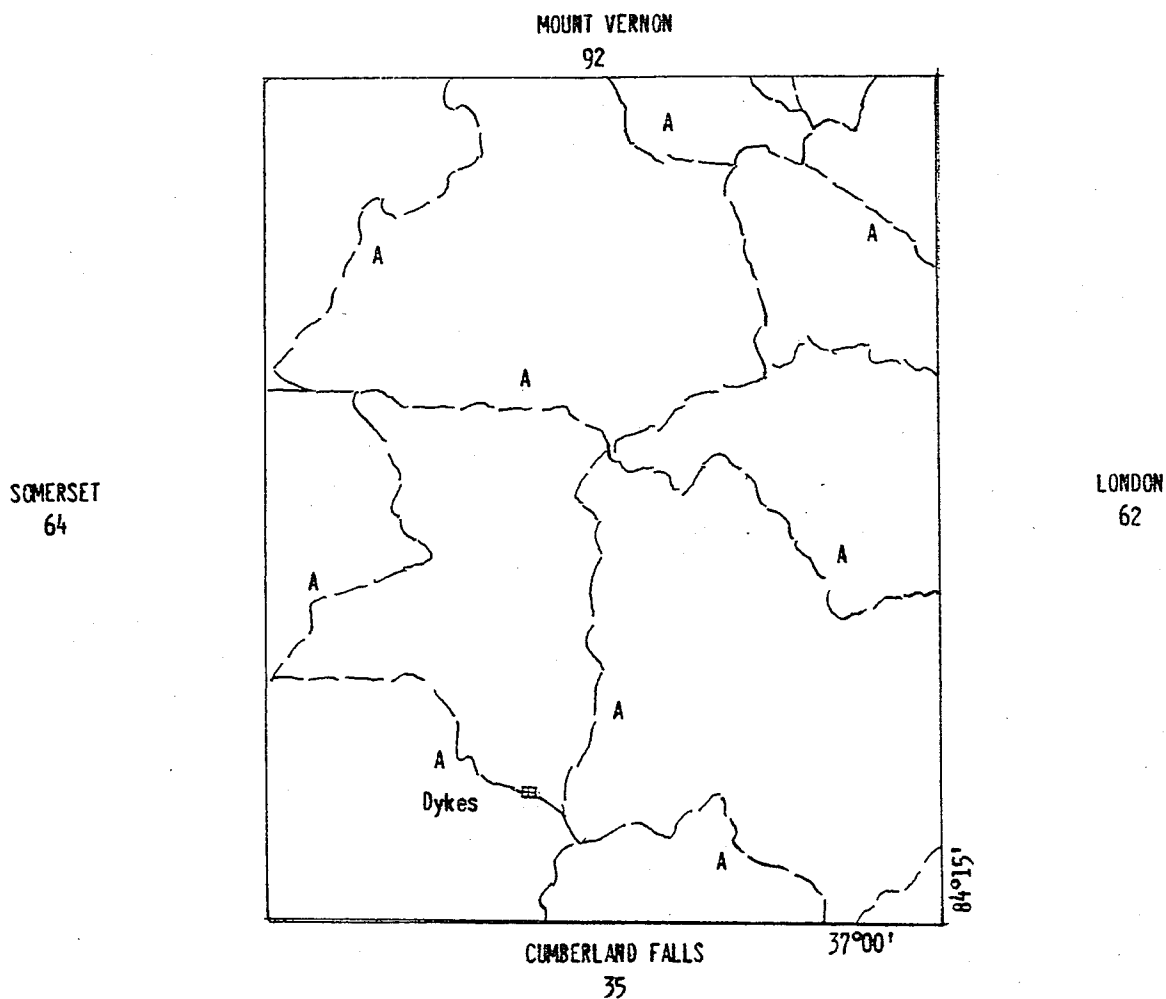 MOUNT VERNON
92
A
A
A
A
SOMERSET
64
LONDON
62
A
A
A
A
Dykes
A
84°15'
37°00'
CUMBERLAND FALLS
35